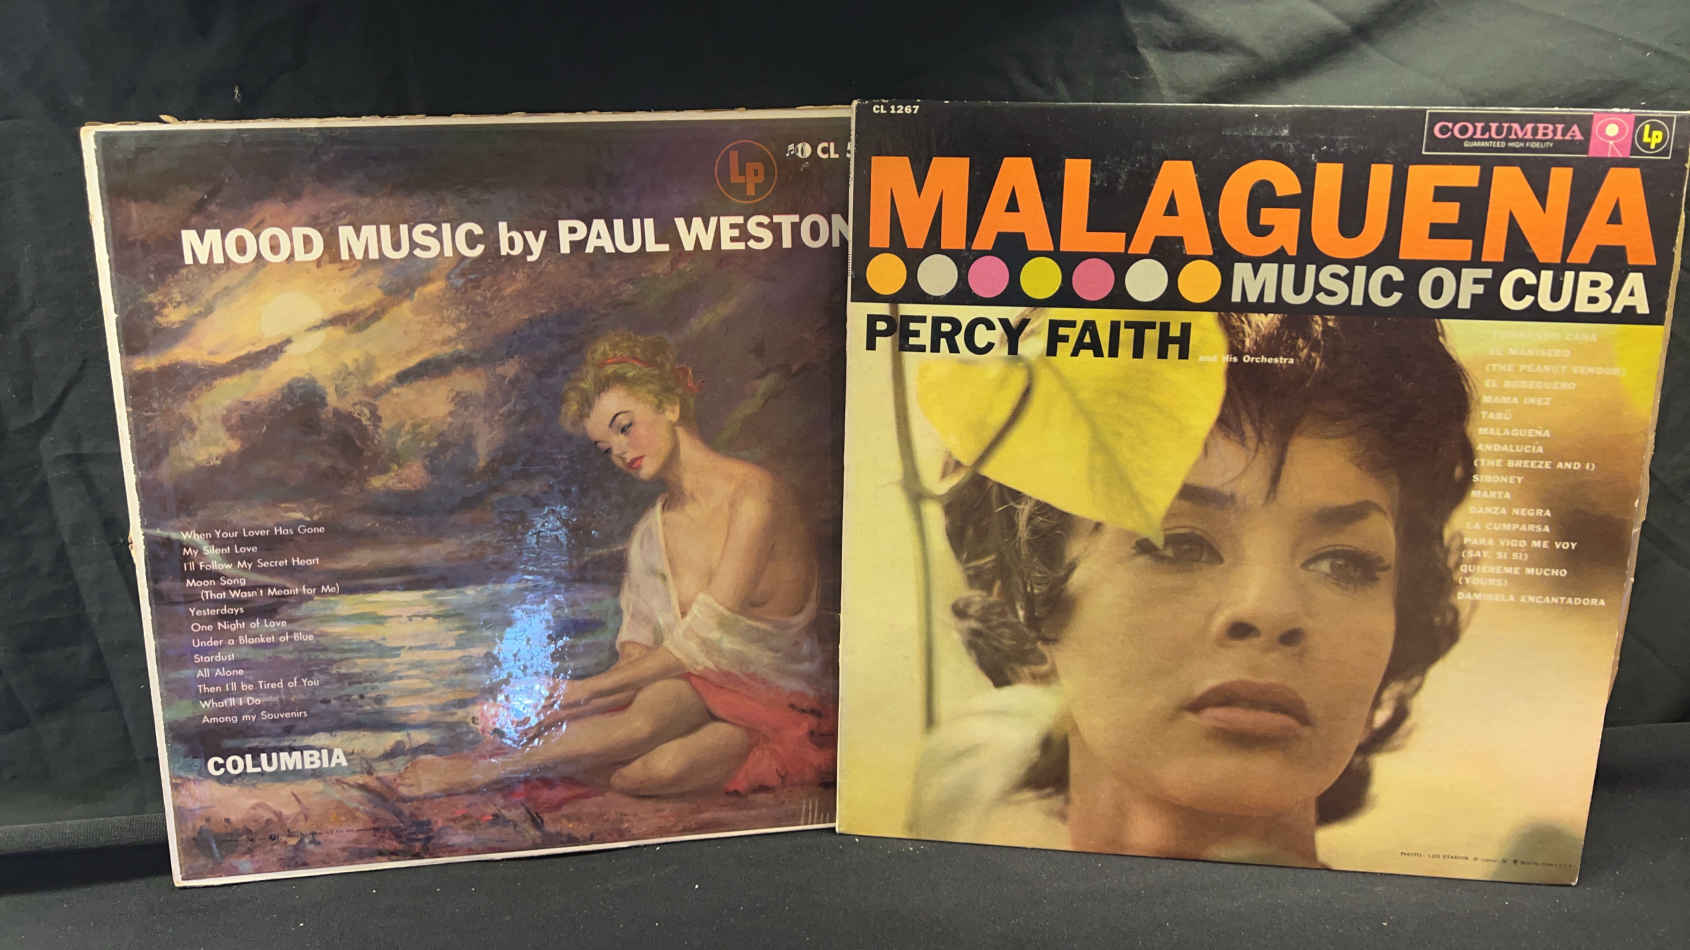 Lp
CL 5
MOOD MUSIC by PAUL WESTON
When Your Lover Has Gone
My Silent Love
I'll Follow My Secret Heart
Moon Song
(That Wasn't Meant for Me)
Yesterdays
One Night of Love
Under a Blanket of Blue
Stardust
All Alone
Then I'll be Tired of You
What'll I Do
Among my Souvenirs
COLUMBIA
CL 1267
COLUMBIA
GUARANTEED HIGH FIDELITY
Lp
MALAGUENA
MUSIC OF CUBA
PERCY FAITH
and His Orchestra
CANA
EL MANISERO
(THE PEANUT VENDOR)
EL BODEGUERO
MAMA INEZ
TABÚ
MALAGUEÑA
ANDALUCÍA
(THE BREEZE AND I)
SIBONEY
MARTA
DANZA NEGRA
LA CUMPARSA
PARA VIGO ME VOY
(SAY, SI SI)
QUIEREME MUCHO
(YOURS)
DAMISELA ENCANTADORA